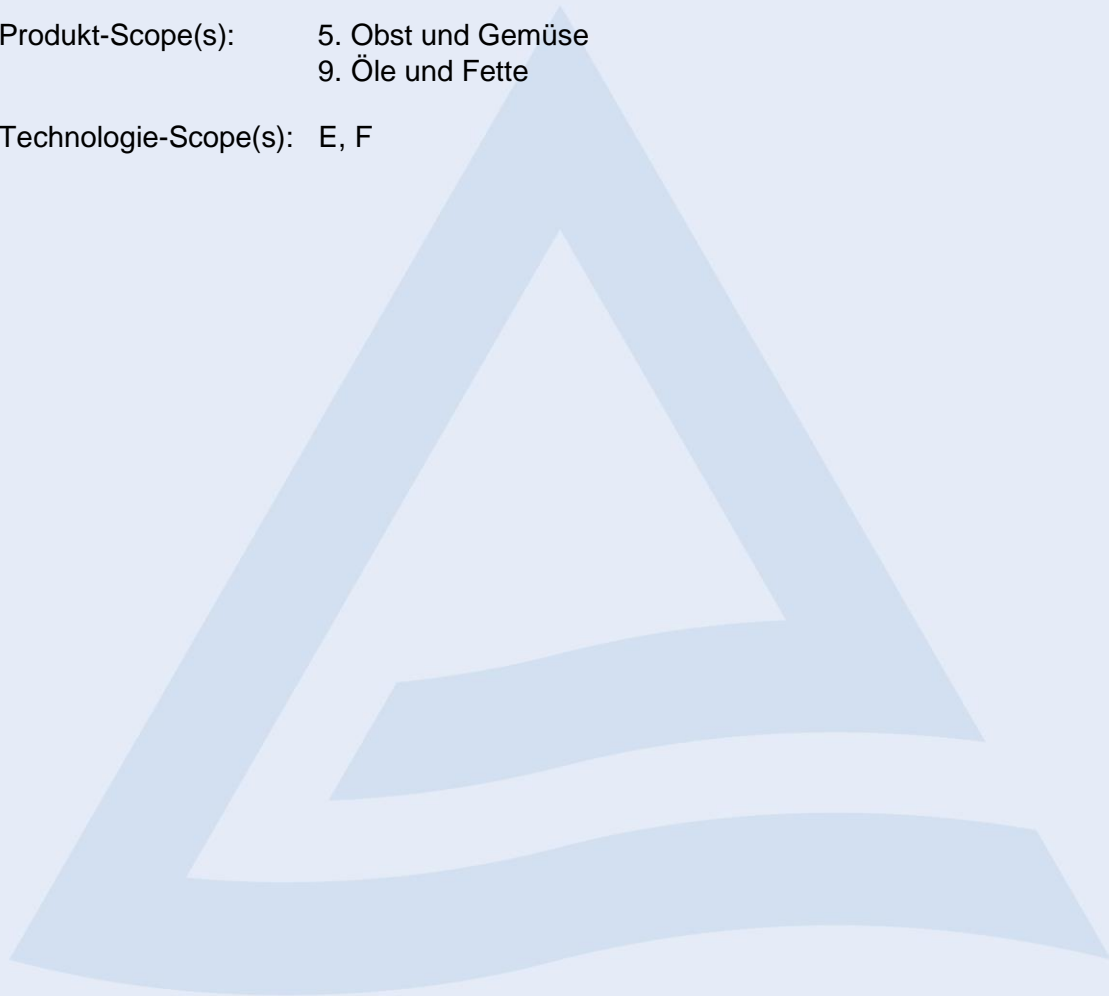 Produkt-Scope(s): 5. Obst und Gemüse
9. Öle und Fette
Technologie-Scope(s): E, F